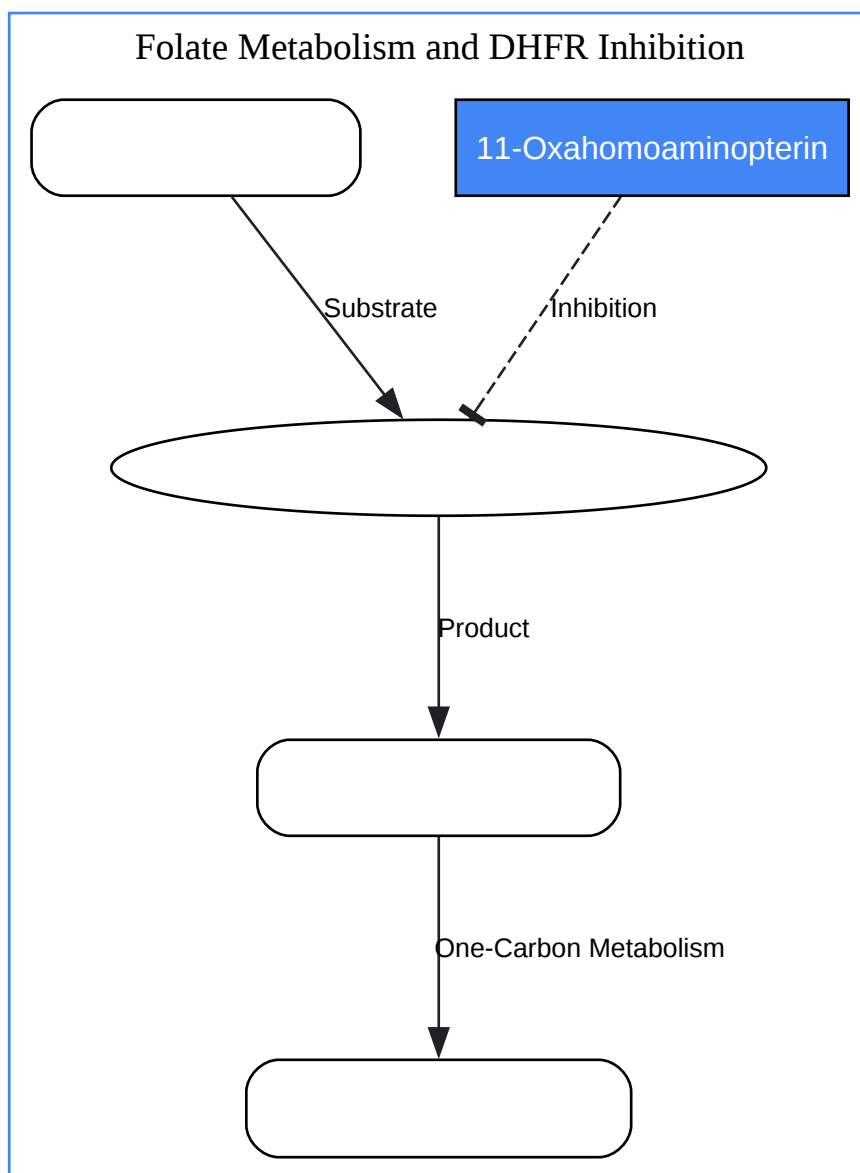 Folate Metabolism and DHFR Inhibition
11-Oxahomoaminopterin
Substrate
Inhibition
Product
One-Carbon Metabolism